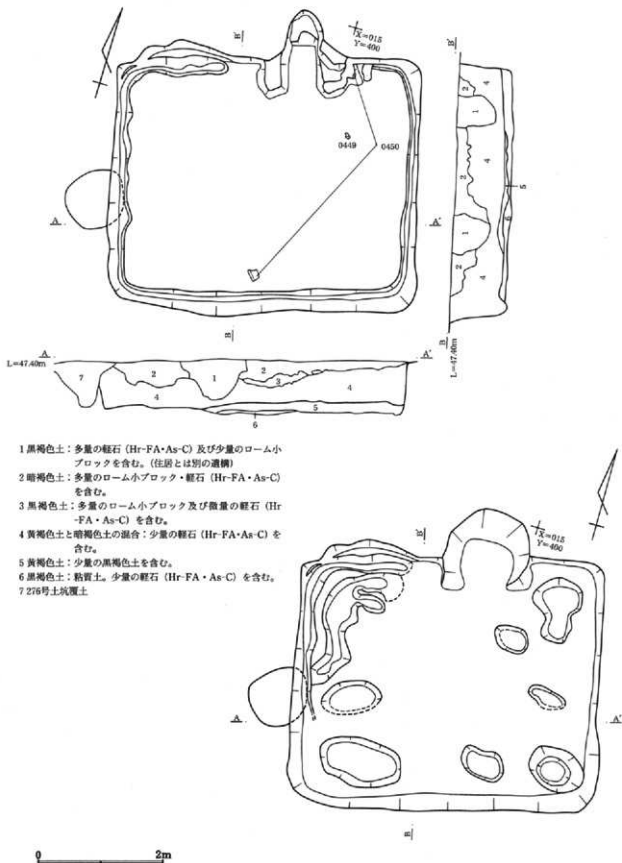 B'
X=015
Y=400
0449
0450
A
A'
B
L=47.40m
B'
2
4
1
2
4
5
6
1
2
4
B
L=47.40m
A
A'
L=47.40m
7
2
4
1
2
3
4
5
6
1 黒褐色土：多量の軽石（Hr-FA・As-C）及び少量のローム小
ブロックを含む。（住居とは別の遺構）
2 暗褐色土：多量のローム小ブロック・軽石（Hr-FA・As-C）
を含む。
3 黒褐色土：多量のローム小ブロック及び微量の軽石（Hr
-FA・As-C）を含む。
4 黄褐色土と暗褐色土の混合：少量の軽石（Hr-FA・As-C）を
含む。
5 黄褐色土：少量の黒褐色土を含む。
6 黒褐色土：粘質土。少量の軽石（Hr-FA・As-C）を含む。
7 276号土坑覆土
B'
X=015
Y=400
A
A'
B
0
2m